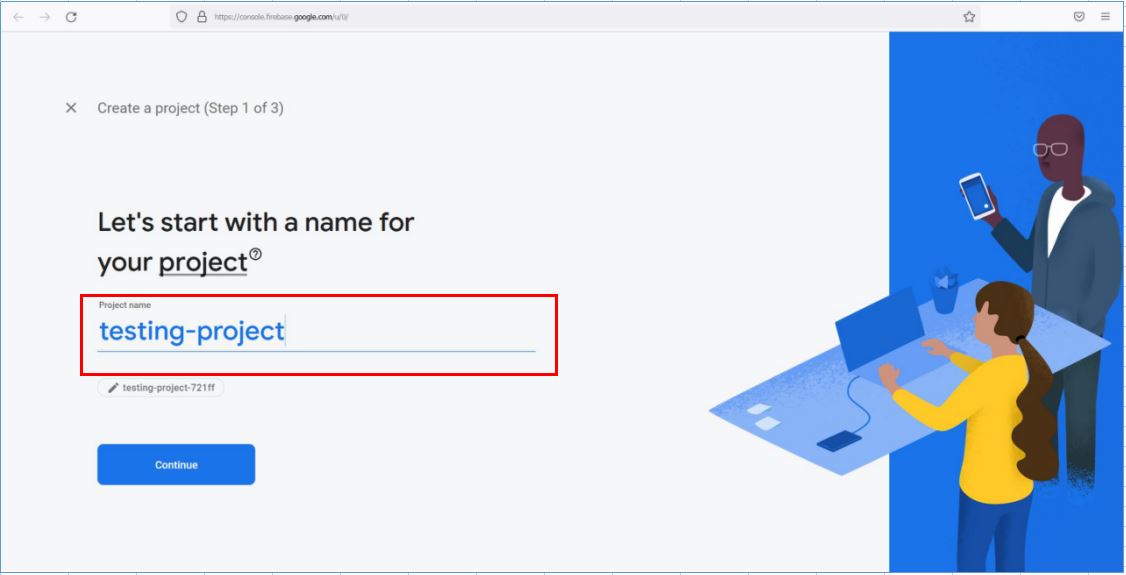 https://console.firebase.google.com/u/0/
Create a project (Step 1 of 3)
Let's start with a name for
your project
Project name
testing-project
testing-project-721ff
Continue